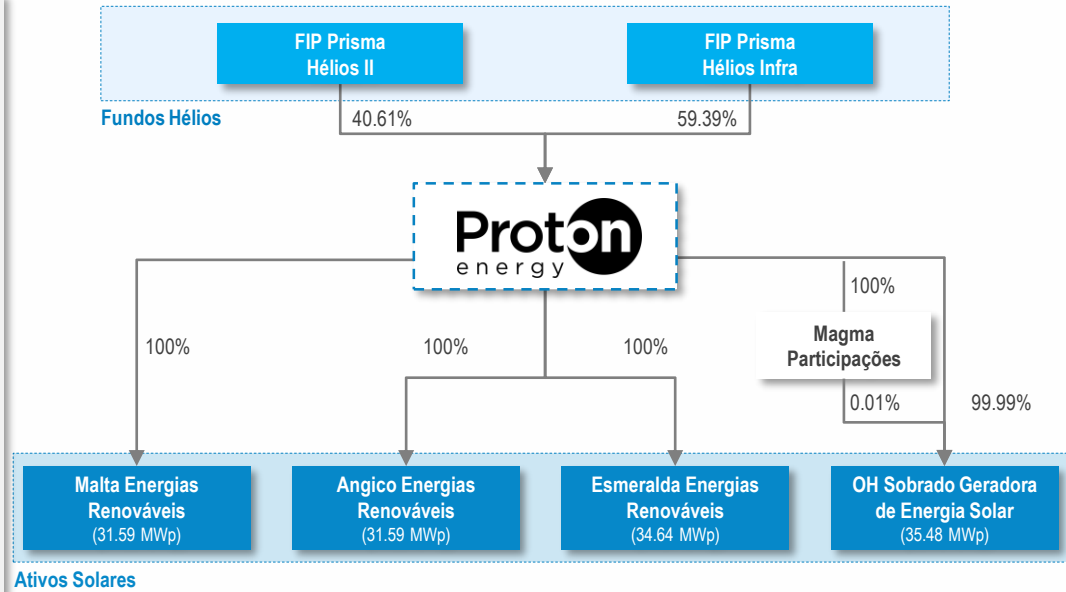 FIP Prisma
Hélios II
FIP Prisma
Hélios Infra
Fundos Hélios
40.61%
59.39%
Proton
energy
100%
100%
100%
100%
Magma
Participações
0.01%
99.99%
Malta Energias
Renováveis
(31.59 MWp)
Angico Energias
Renováveis
(31.59 MWp)
Esmeralda Energias
Renováveis
(34.64 MWp)
OH Sobrado Geradora
de Energia Solar
(35.48 MWp)
Ativos Solares